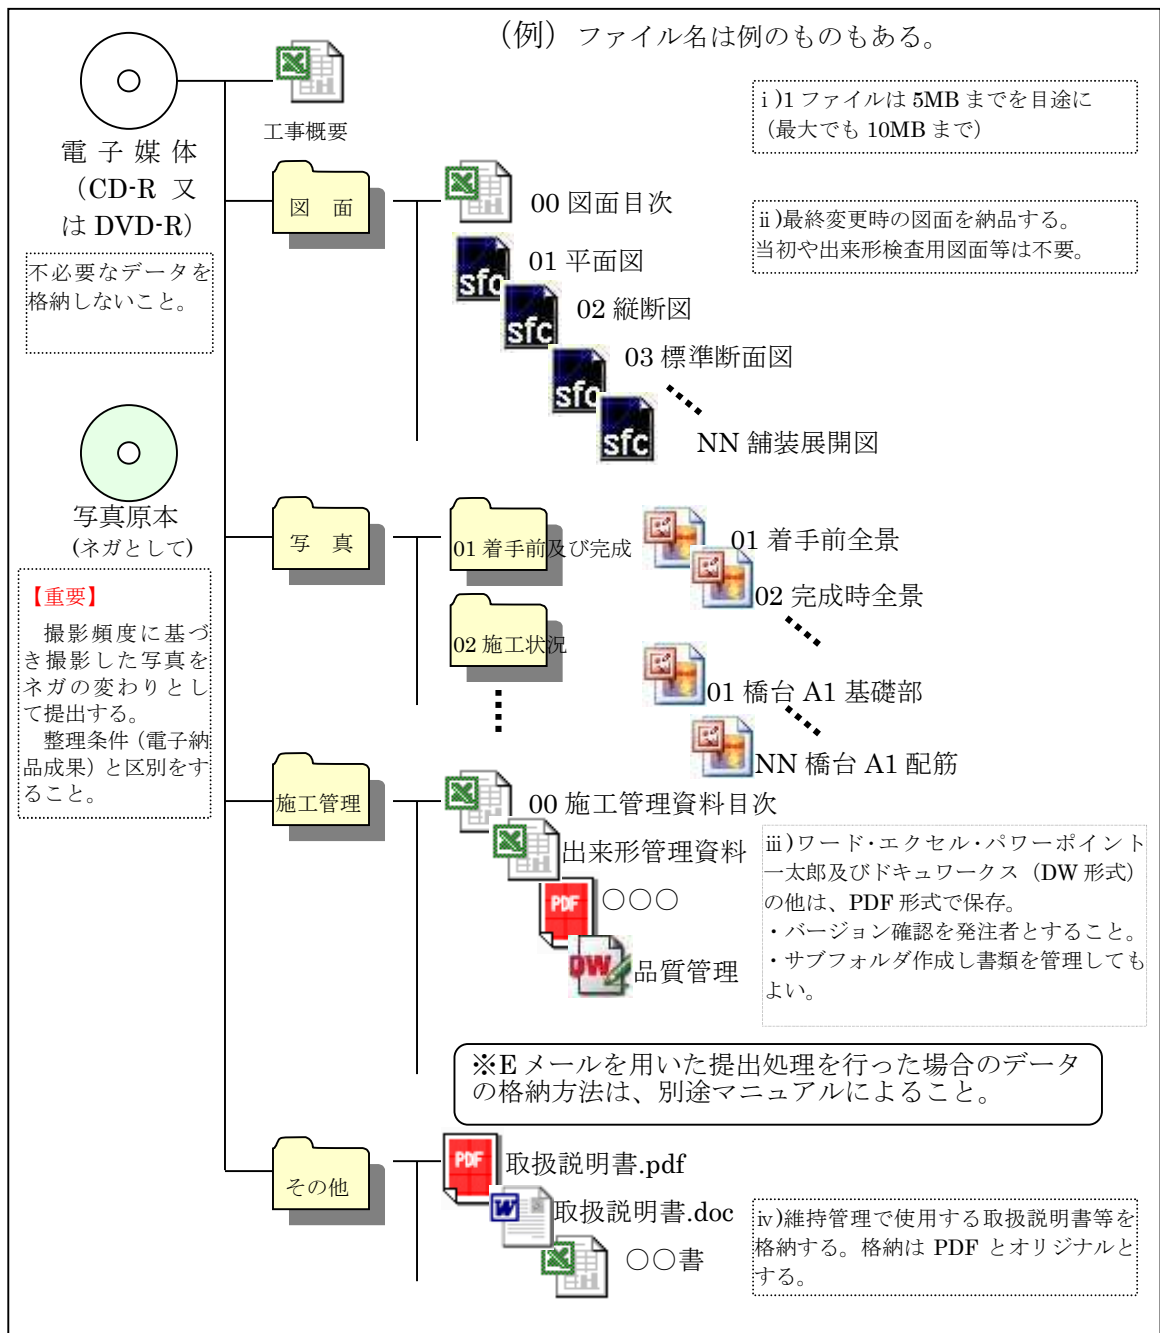 （例）ファイル名は例のものもある。
工事概要
ⅰ)1 ファイルは 5MB までを目途に
（最大でも 10MB まで）
電子媒体
（CD-R 又
は DVD-R）
図　面
00 図面目次
ⅱ)最終変更時の図面を納品する。
当初や出来形検査用図面等は不要。
不必要なデータを
格納しないこと。
sfc
01 平面図
sfc
02 縦断図
sfc
03 標準断面図
sfc
NN 舗装展開図
写真原本
(ネガとして)
写　真
01 着手前及び完成
01 着手前全景
02 完成時全景
【重要】
撮影頻度に基づ
き撮影した写真を
ネガの変わりとし
て提出する。
整理条件（電子納
品成果）と区別をす
ること。
02 施工状況
01 橋台 A1 基礎部
NN 橋台 A1 配筋
施工管理
00 施工管理資料目次
出来形管理資料
PDF
〇〇〇
DW
品質管理
ⅲ)ワード・エクセル・パワーポイント
一太郎及びドキュワークス（DW 形式）
の他は、PDF 形式で保存。
・バージョン確認を発注者とすること。
・サブフォルダ作成し書類を管理しても
よい。
※E メールを用いた提出処理を行った場合のデータ
の格納方法は、別途マニュアルによること。
その他
PDF
取扱説明書.pdf
W
取扱説明書.doc
〇〇書
ⅳ)維持管理で使用する取扱説明書等を
格納する。格納は PDF とオリジナルと
する。